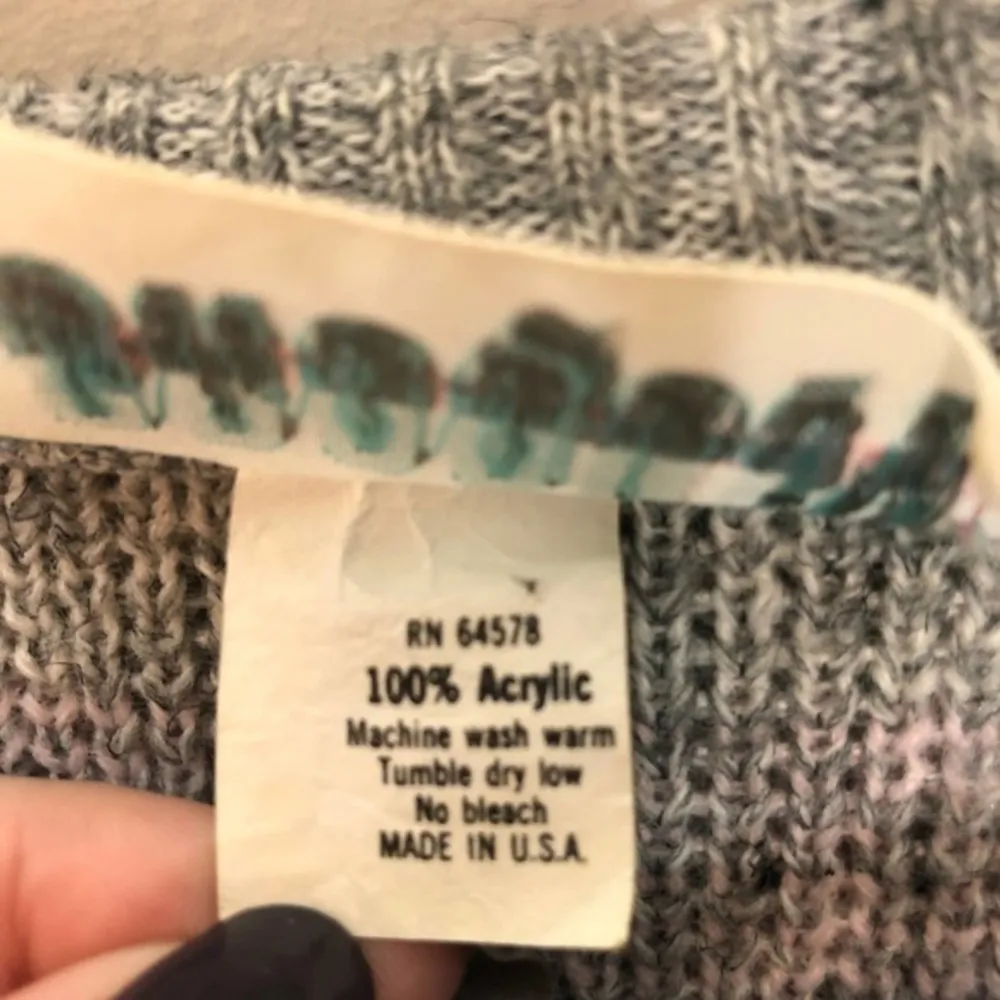 RN 64578
100% Acrylic
Machine wash warm
Tumble dry low
No bleach
MADE IN U.S.A.